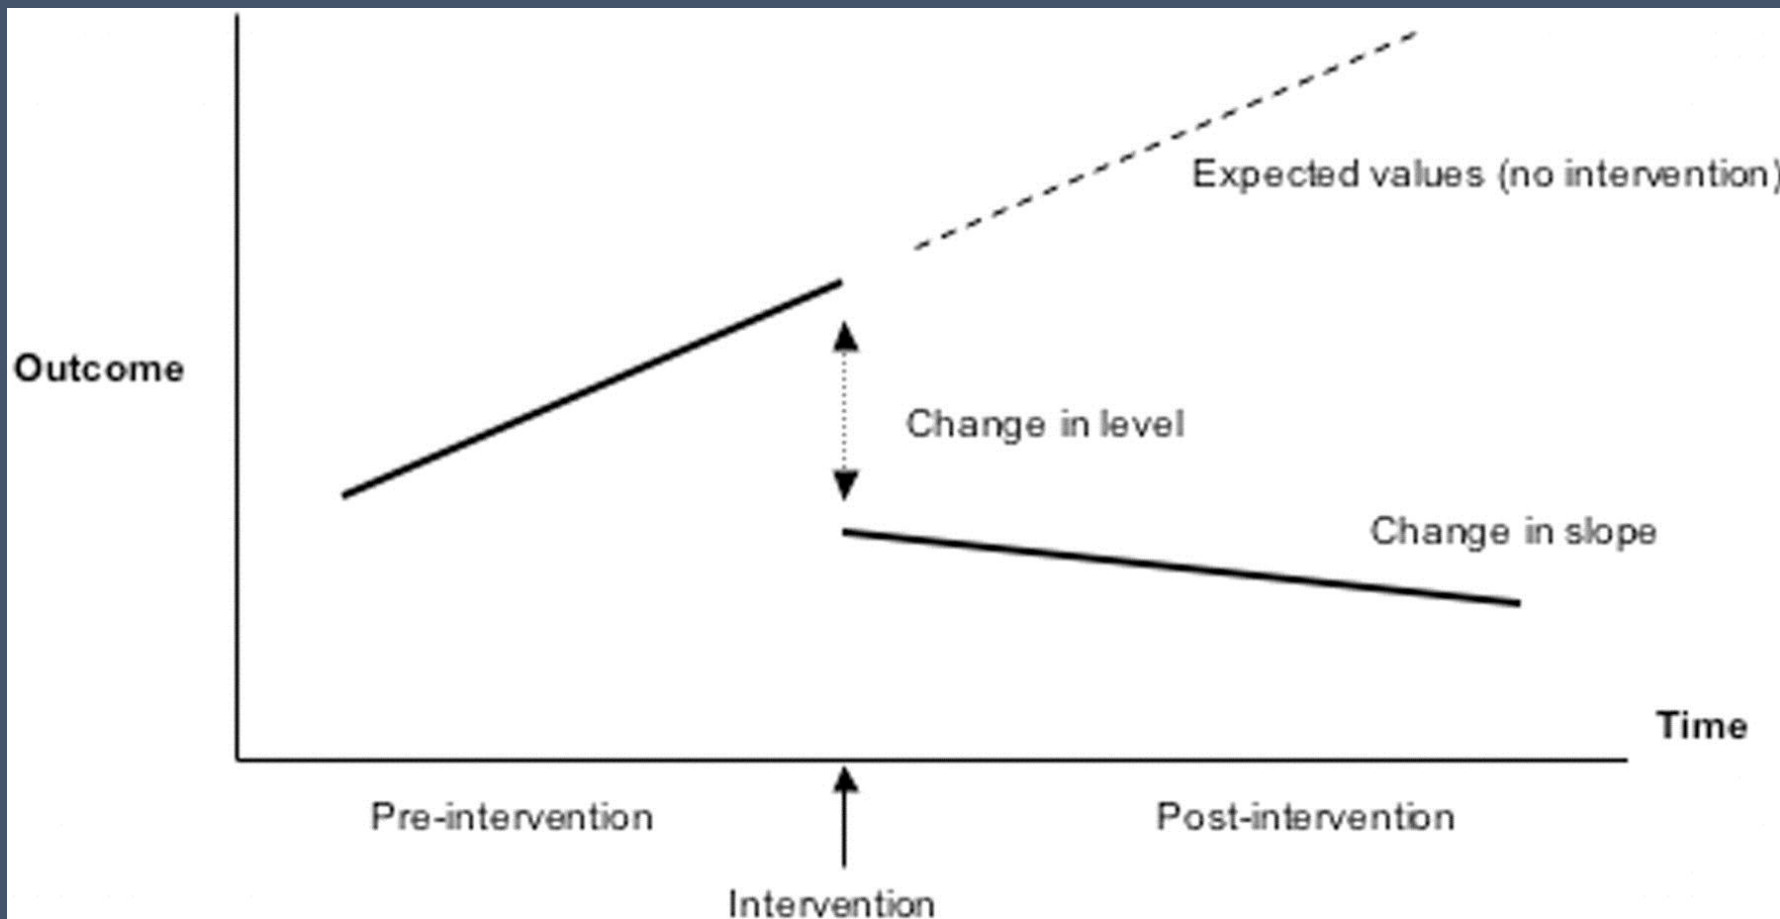 Expected values (no intervention)
Outcome
Change in level
Change in slope
Time
Pre-intervention
Post-intervention
Intervention